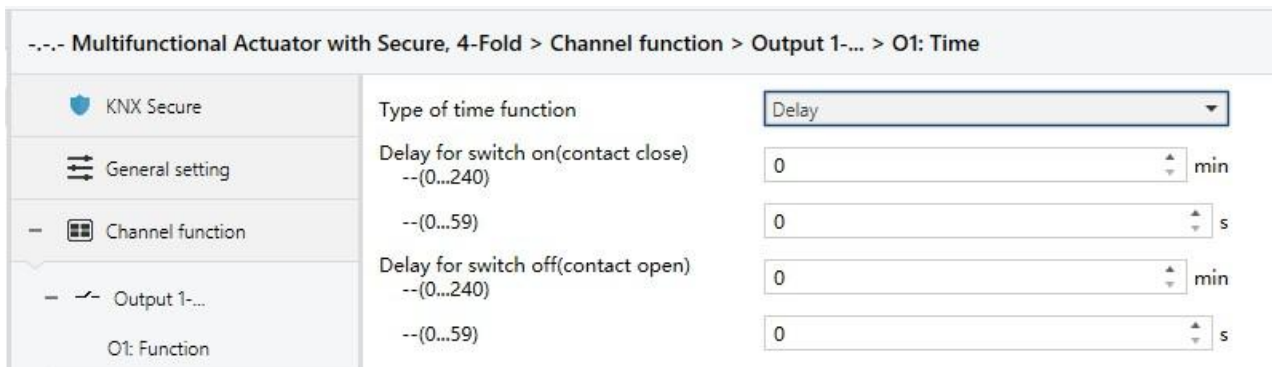 -.-.- Multifunctional Actuator with Secure, 4-Fold > Channel function > Output 1-... > O1: Time
KNX Secure
General setting
Channel function
Output 1-...
O1: Function
Type of time function
Delay
Delay for switch on(contact close)
--(0...240)
0
min
--(0...59)
0
s
Delay for switch off(contact open)
--(0...240)
0
min
--(0...59)
0
s